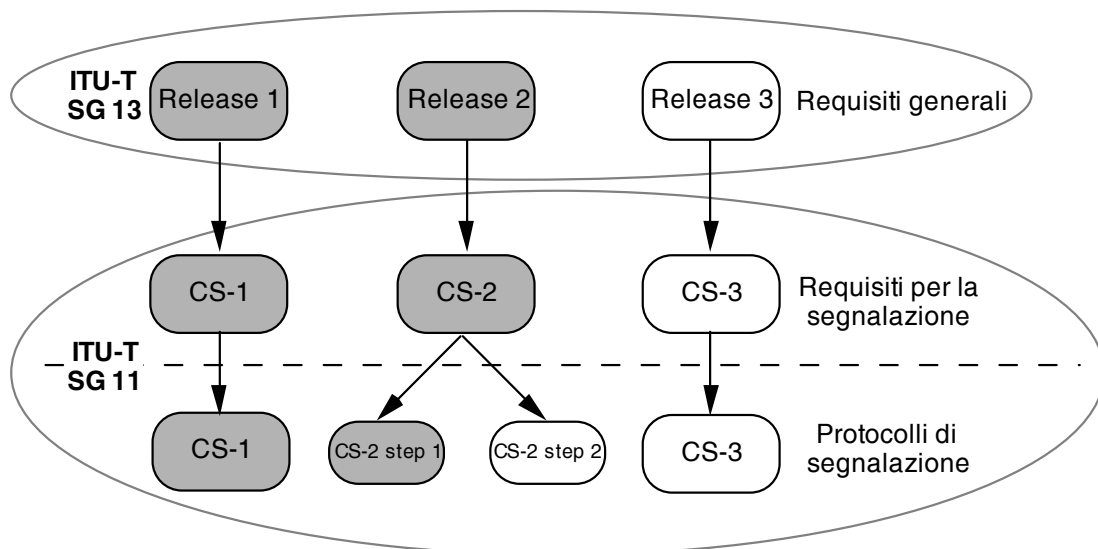 ITU-T
SG 13
Release 1
Release 2
Release 3
Requisiti generali
CS-1
CS-2
CS-3
Requisiti per la
segnalazione
ITU-T
SG 11
CS-1
CS-2 step 1
CS-2 step 2
CS-3
Protocolli di
segnalazione